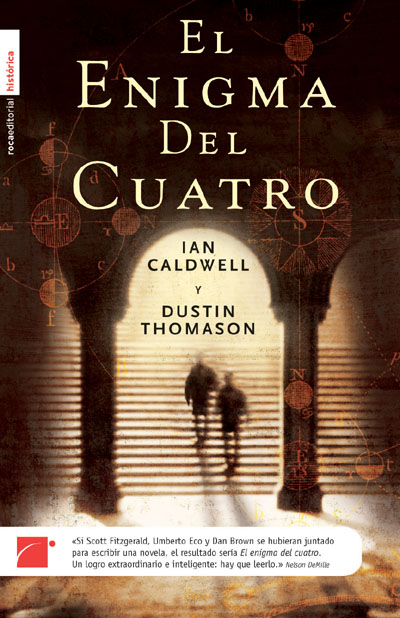 EL
ENIGMA
DEL
CUATRO
IAN
CALDWELL
Y
DUSTIN
THOMASON
rocaeditorial histórica
«Si Scott Fitzgerald, Umberto Eco y Dan Brown se hubieran juntado
para escribir una novela, el resultado sería El enigma del cuatro.
Un logro extraordinario e inteligente: hay que leerlo.» Nelson DeMille
A
E
S
N
N